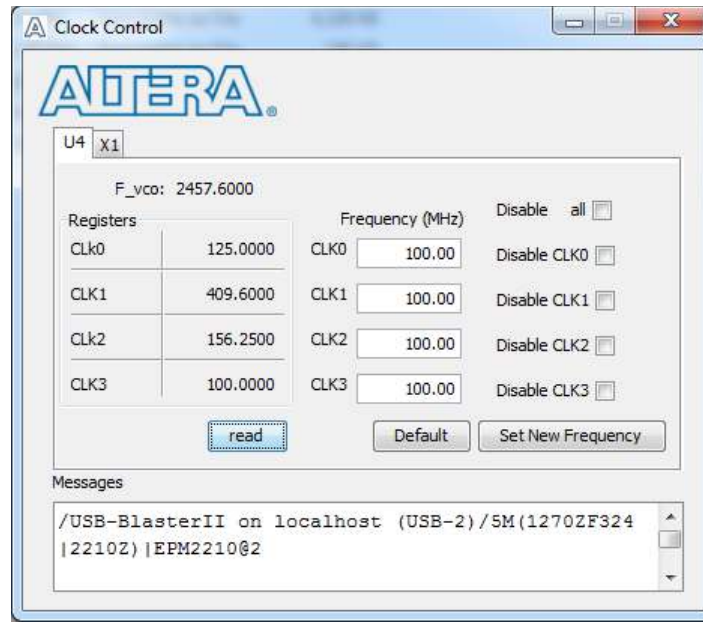 Clock Control
ALTERA®
U4 X1
F_vco: 2457.6000
Registers Frequency (MHz) Disable all
CLk0 125.0000 CLK0 100.00 Disable CLK0
CLK1 409.6000 CLK1 100.00 Disable CLK1
CLk2 156.2500 CLK2 100.00 Disable CLK2
CLK3 100.0000 CLK3 100.00 Disable CLK3
read Default Set New Frequency
Messages
/USB-BlasterII on localhost (USB-2)/5M(1270ZF324
|2210Z)|EPM2210@2